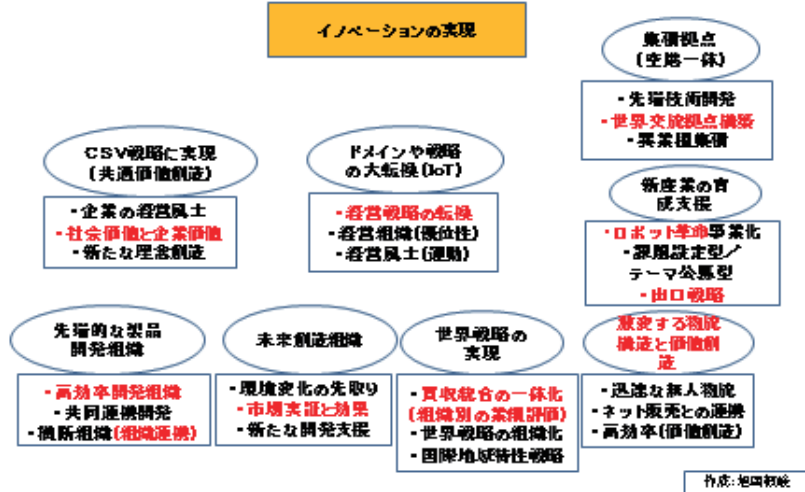 イノベーションの実現
集積拠点
(空港一体)
・先端技術開発
・世界交流拠点構築
・異業種集積
CSV戦略に実現
(共通価値創造)
・企業の経営風土
・社会価値と企業価値
・新たな理念創造
ドメインや戦略
の大転換(IoT)
・経営戦略の転換
・経営組織(優位性)
・経営風土(運動)
新産業の育
成支援
・ロボット革命事業化
・課題設定型/
テーマ公募型
・出口戦略
先端的な製品
開発組織
・高効率開発組織
・共同連携開発
・横断組織(組織連携)
未来創造組織
・環境変化の先取り
・市場実証と効果
・新たな開発支援
世界戦略の
実現
・買収統合の一体化
(組織別の業績評価)
・世界戦略の組織化
・国際地域特性戦略
激変する物流
構造と価値創
造
・迅速な無人物流
・ネット販売との連携
・高効率(価値創造)
作成: